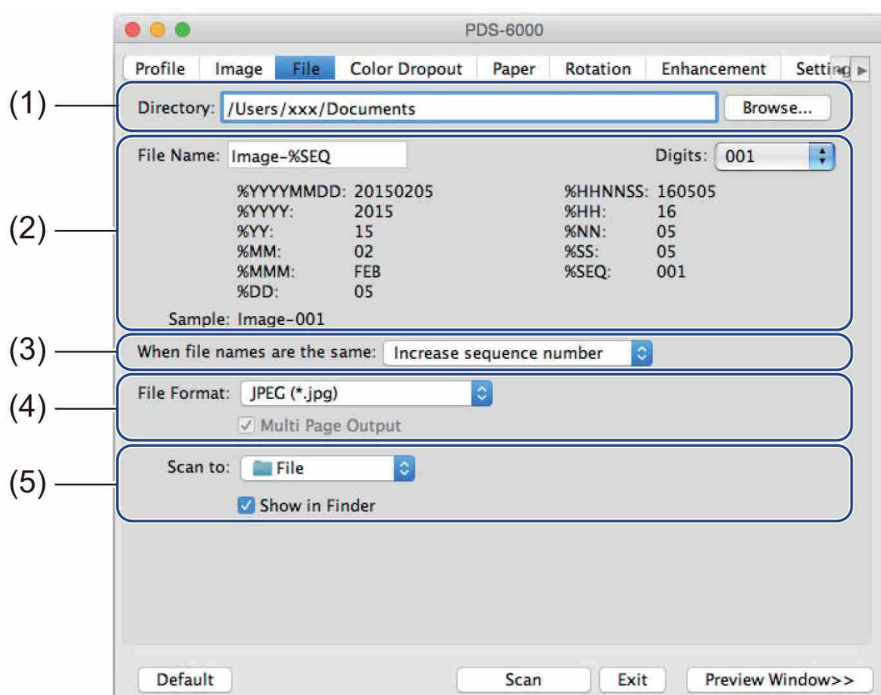 PDS-6000
Profile Image File Color Dropout Paper Rotation Enhancement Setting
(1) Directory: /Users/xxx/Documents Browse...
(2) File Name: Image-%SEQ Digits: 001
%YYYYMMDD: 20150205 %HHNNSS: 160505
%YYYY: 2015 %HH: 16
%YY: 15 %NN: 05
%MM: 02 %SS: 05
%MMM: FEB %SEQ: 001
%DD: 05
Sample: Image-001
(3) When file names are the same: Increase sequence number
(4) File Format: JPEG (*.jpg)
Multi Page Output
(5) Scan to: File
Show in Finder
Default Scan Exit Preview Window>>